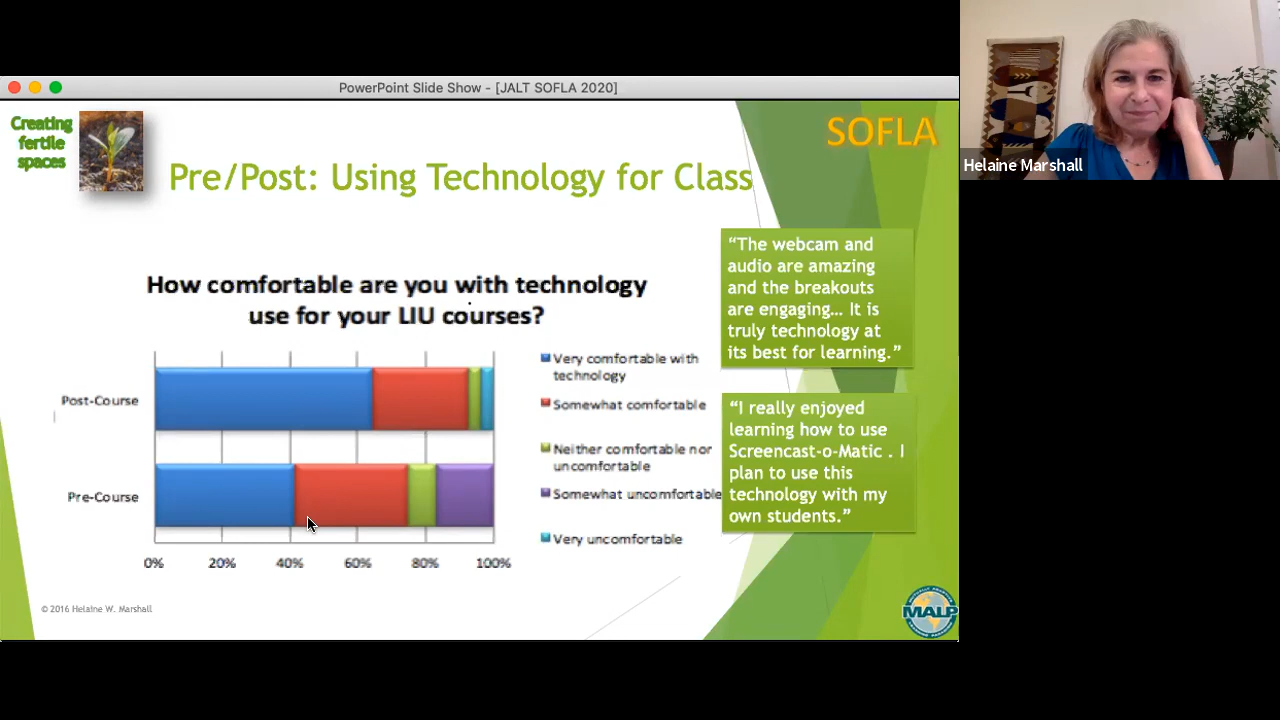 PowerPoint Slide Show - [JALT SOFLA 2020]
Creating
fertile
spaces
SOFLA
Pre/Post: Using Technology for Class
How comfortable are you with technology
use for your LIU courses?
Post-Course
Pre-Course
0% 20% 40% 60% 80% 100%
Very comfortable with
technology
Somewhat comfortable
Neither comfortable nor
uncomfortable
Somewhat uncomfortable
Very uncomfortable
“The webcam and
audio are amazing
and the breakouts
are engaging… It is
truly technology at
its best for learning.”
“I really enjoyed
learning how to use
Screencast-o-Matic . I
plan to use this
technology with my
own students.”
© 2016 Helaine W. Marshall
MALP
Helaine Marshall